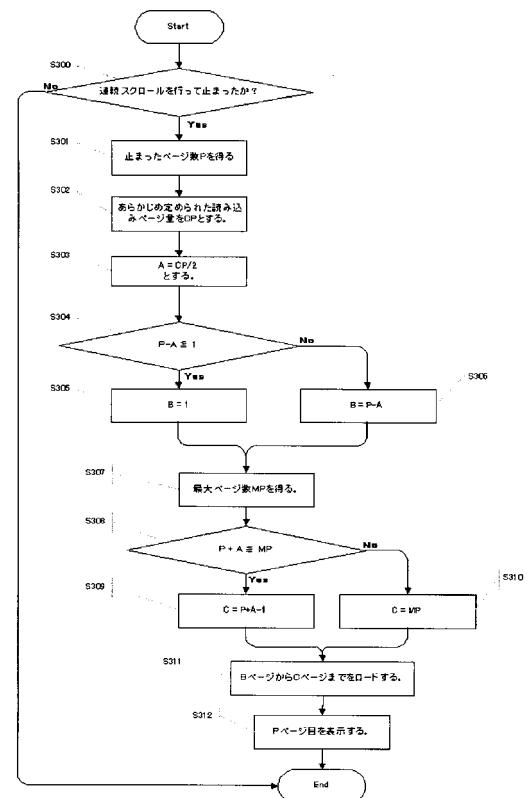 Start
S300
No
連続スクロールを行って止まったか？
Yes
S301
止まったページ数Pを得る
S302
あらかじめ定められた読み込
みページ量をCPとする。
S303
A = CP/2
とする。
S304
P-A ≦ 1
No
Yes
S305
B = 1
S306
B = P-A
S307
最大ページ数MPを得る。
S308
P + A ≦ MP
No
Yes
S309
C = P+A-1
S310
C = MP
S311
BページからCページまでをロードする。
S312
Pページ目を表示する。
End